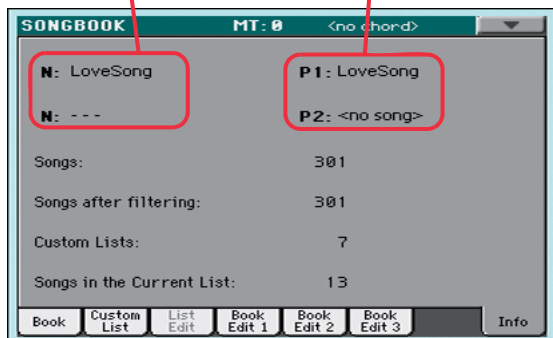 SONGBOOK MT:0 <no chord>
N: LoveSong P1: LoveSong
N: --- P2: <no song>
Songs: 301
Songs after filtering: 301
Custom Lists: 7
Songs in the Current List: 13
Book Custom List List Edit Book Edit 1 Book Edit 2 Book Edit 3 Info